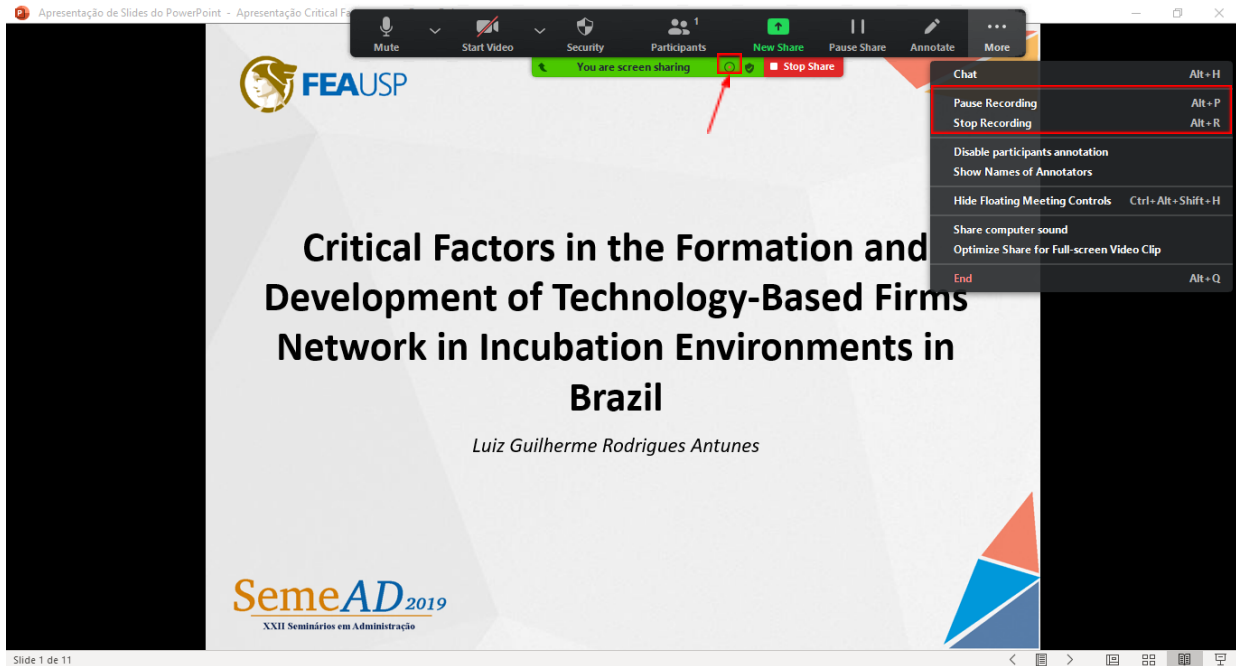 Apresentação de Slides do PowerPoint - Apresentação Critical Fa
1
Mute
Start Video
Security
Participants
New Share
Pause Share
Annotate
More
You are screen sharing
Stop Share
Chat Alt+H
Pause Recording Alt+P
Stop Recording Alt+R
Disable participants annotation
Show Names of Annotators
Hide Floating Meeting Controls Ctrl+Alt+Shift+H
Share computer sound
Optimize Share for Full-screen Video Clip
End Alt+Q
FEAUSP
Critical Factors in the Formation and
Development of Technology-Based Firms
Network in Incubation Environments in
Brazil
Luiz Guilherme Rodrigues Antunes
SemeAD 2019
XXII Seminários em Administração
Slide 1 de 11